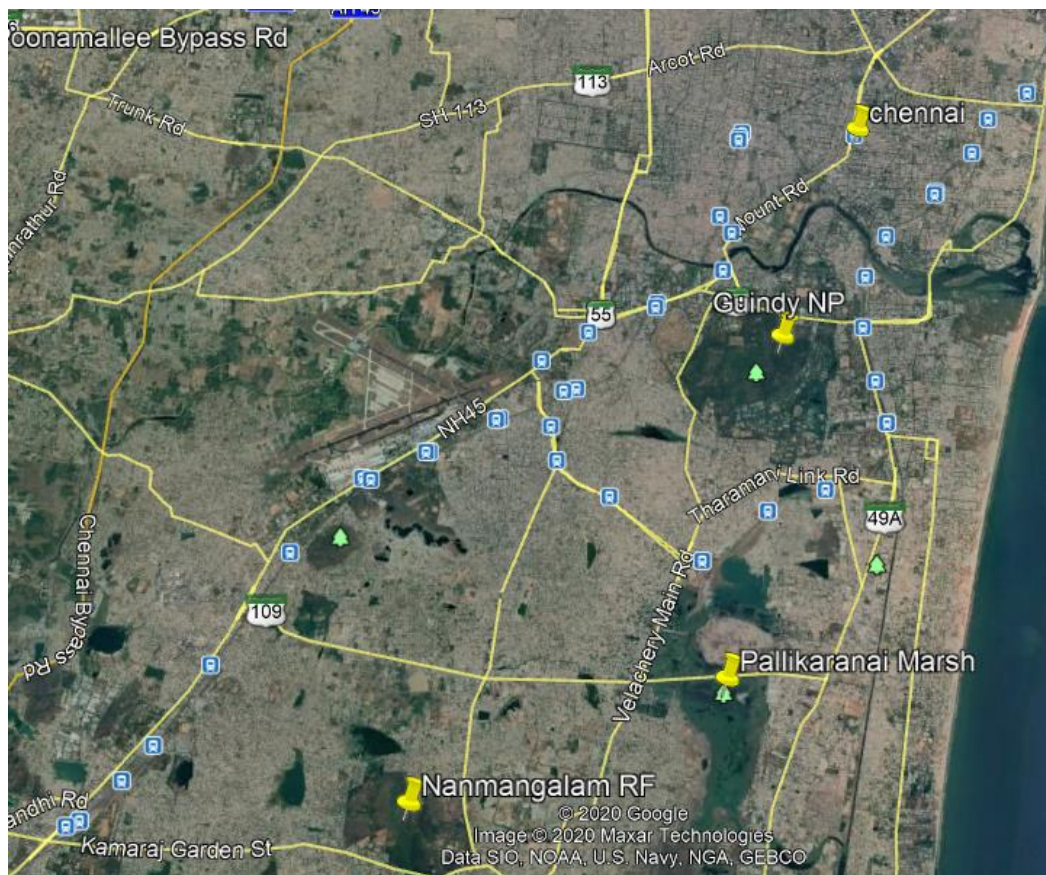 oonamallee Bypass Rd
113
Arcot Rd
Trunk Rd
SH 113
chennai
Mount Rd
nrathur Rd
Guindy NP
55
NH45
Tharamani Link Rd
49A
Chennai Bypass Rd
109
Velachery Main Rd
Pallikaranai Marsh
Nanmangalam RF
andhi Rd
Kamaraj Garden St
© 2020 Google
Image © 2020 Maxar Technologies
Data SIO, NOAA, U.S. Navy, NGA, GEBCO